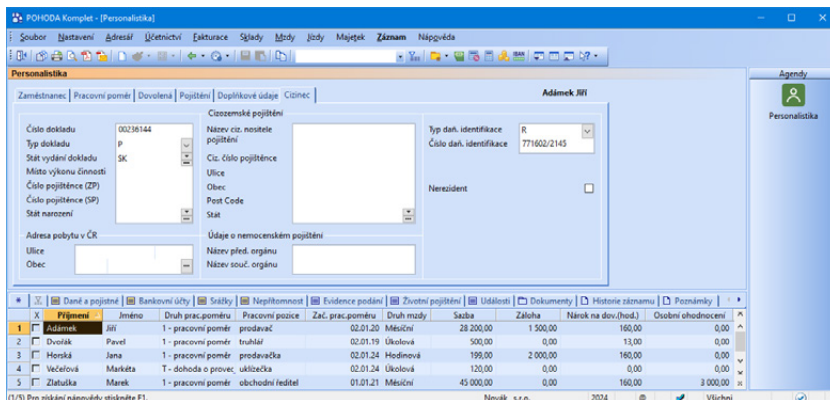 POHODA Komplet - [Personalistika]
Soubor Nastavení Adresář Účetnictví Fakturace Sklady Mzdy Jízdy Majetek Záznam Nápověda
Personalistika
Agendy
Zaměstnanec Pracovní poměr Dovolená Pojištění Doplňkové údaje Cizinec
Adámek Jiří
Personalistika
Cizozemské pojištění
Číslo dokladu 00236144 Název ciz. nositele pojištění Typ daň. identifikace R
Typ dokladu P Číslo daň. identifikace 771602/2145
Stát vydání dokladu SK Ciz. číslo pojištěnce
Místo výkonu činnosti Ulice
Číslo pojištěnce (ZP) Obec Nerezident
Číslo pojištěnce (SP) Post Code
Stát narození Stát
Adresa pobytu v ČR Údaje o nemocenském pojištění
Ulice Název před. orgánu
Obec Název souč. orgánu
Daně a pojistné Bankovní účty Srážky Nepřítomnost Evidence podání Životní pojištění Události Dokumenty Historie záznamu Poznámky
X Příjmení Jméno Druh prac.poměru Pracovní pozice Zač. prac.poměru Druh mzdy Sazba Záloha Nárok na dov.(hod.) Osobní ohodnocení
1 Adámek Jiří 1 - pracovní poměr prodavač 02.01.20 Měsíční 28 200,00 1 500,00 160,00 0,00
2 Dvořák Pavel 1 - pracovní poměr truhlář 02.01.19 Úkolová 500,00 0,00 13,00 0,00
3 Horská Jana 1 - pracovní poměr prodavačka 02.01.24 Hodinová 199,00 2 000,00 160,00 0,00
4 Večeřová Markéta T - dohoda o provec uklízečka 02.01.24 Úkolová 120,00 0,00 0,00 0,00
5 Zlatuška Marek 1 - pracovní poměr obchodní ředitel 01.01.21 Měsíční 45 000,00 0,00 160,00 3 000,00
(1/5) Pro získání nápovědy stiskněte F1. Novák s.r.o. 2024 @ Všichni